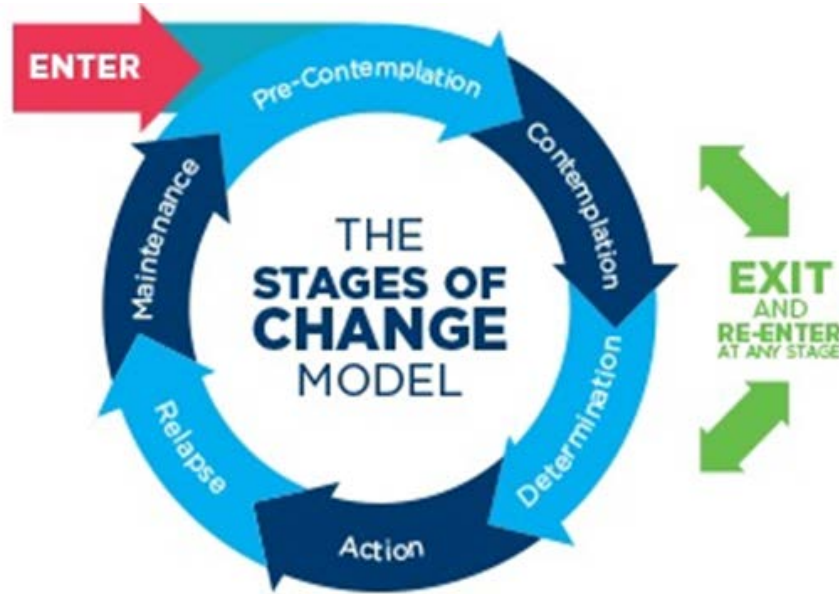 ENTER
Pre-Contemplation
Contemplation
Determination
Action
Relapse
Maintenance
THE
STAGES OF
CHANGE
MODEL
EXIT
AND
RE-ENTER
AT ANY STAGE